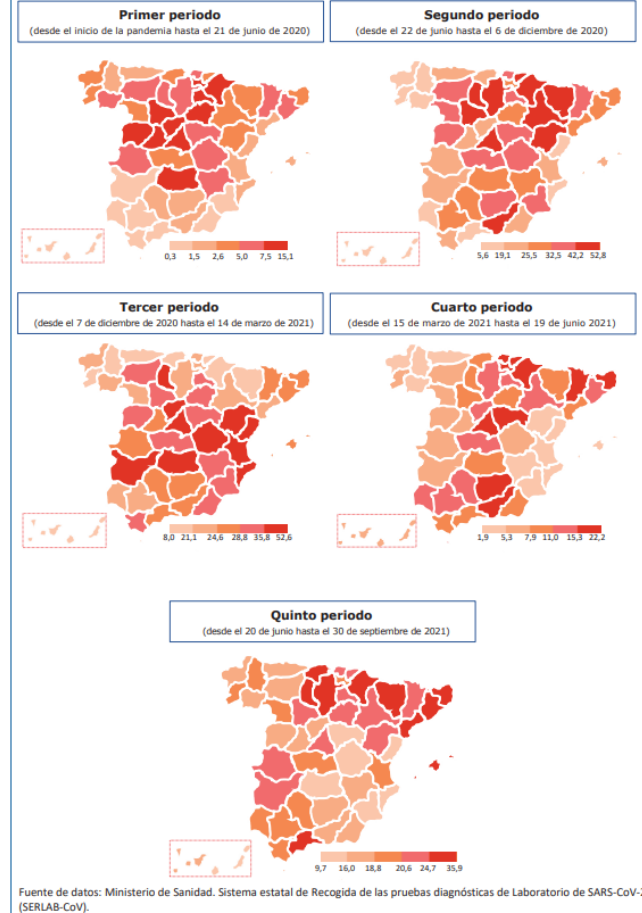 Primer periodo
(desde el inicio de la pandemia hasta el 21 de junio de 2020)
Segundo periodo
(desde el 22 de junio hasta el 6 de diciembre de 2020)
0,3 1,5 2,6 5,0 7,5 15,1
5,6 19,1 25,5 32,5 42,2 52,8
Tercer periodo
(desde el 7 de diciembre de 2020 hasta el 14 de marzo de 2021)
Cuarto periodo
(desde el 15 de marzo de 2021 hasta el 19 de junio 2021)
8,0 21,1 24,6 28,8 35,8 52,6
1,9 5,3 7,9 11,0 15,3 22,2
Quinto periodo
(desde el 20 de junio hasta el 30 de septiembre de 2021)
9,7 16,0 18,8 20,6 24,7 35,9
Fuente de datos: Ministerio de Sanidad. Sistema estatal de Recogida de las pruebas diagnósticas de Laboratorio de SARS-CoV-2
(SERLAB-CoV).